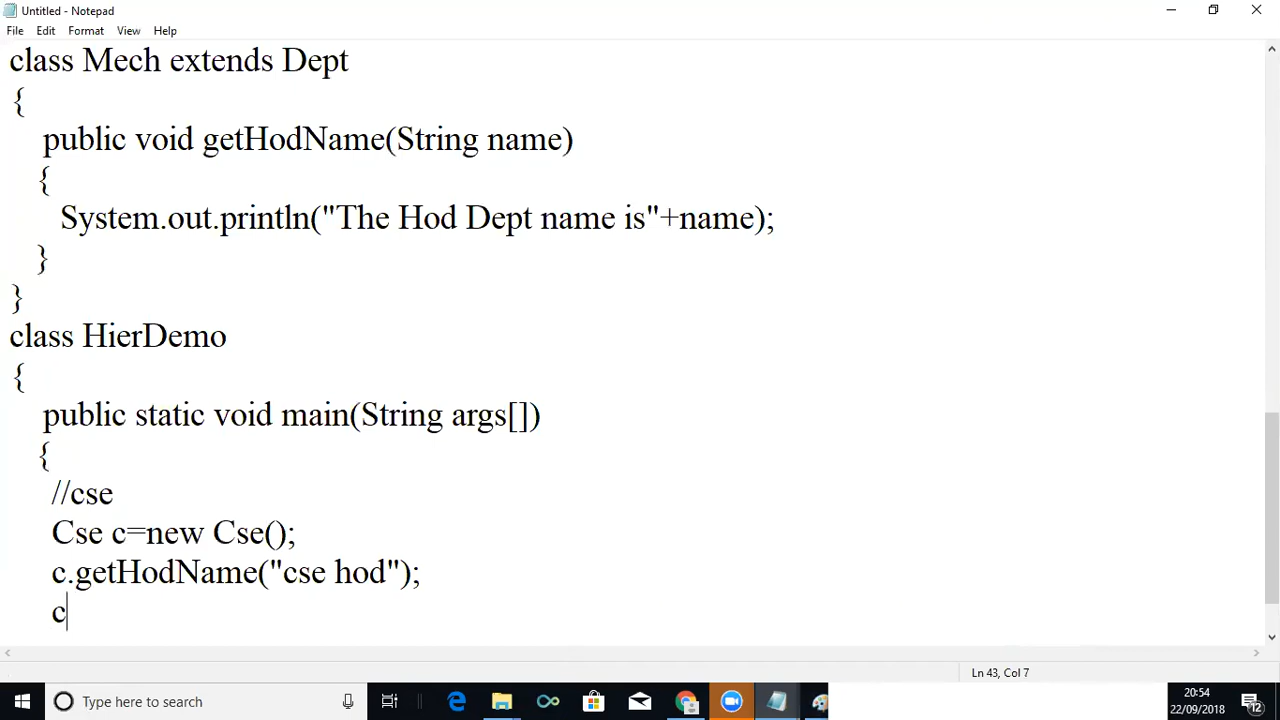 Untitled - Notepad
File Edit Format View Help
class Mech extends Dept
{
public void getHodName(String name)
{
System.out.println("The Hod Dept name is"+name);
}
}
class HierDemo
{
public static void main(String args[])
{
//cse
Cse c=new Cse();
c.getHodName("cse hod");
c
Ln 43, Col 7
Type here to search
20:54
22/09/2018
12